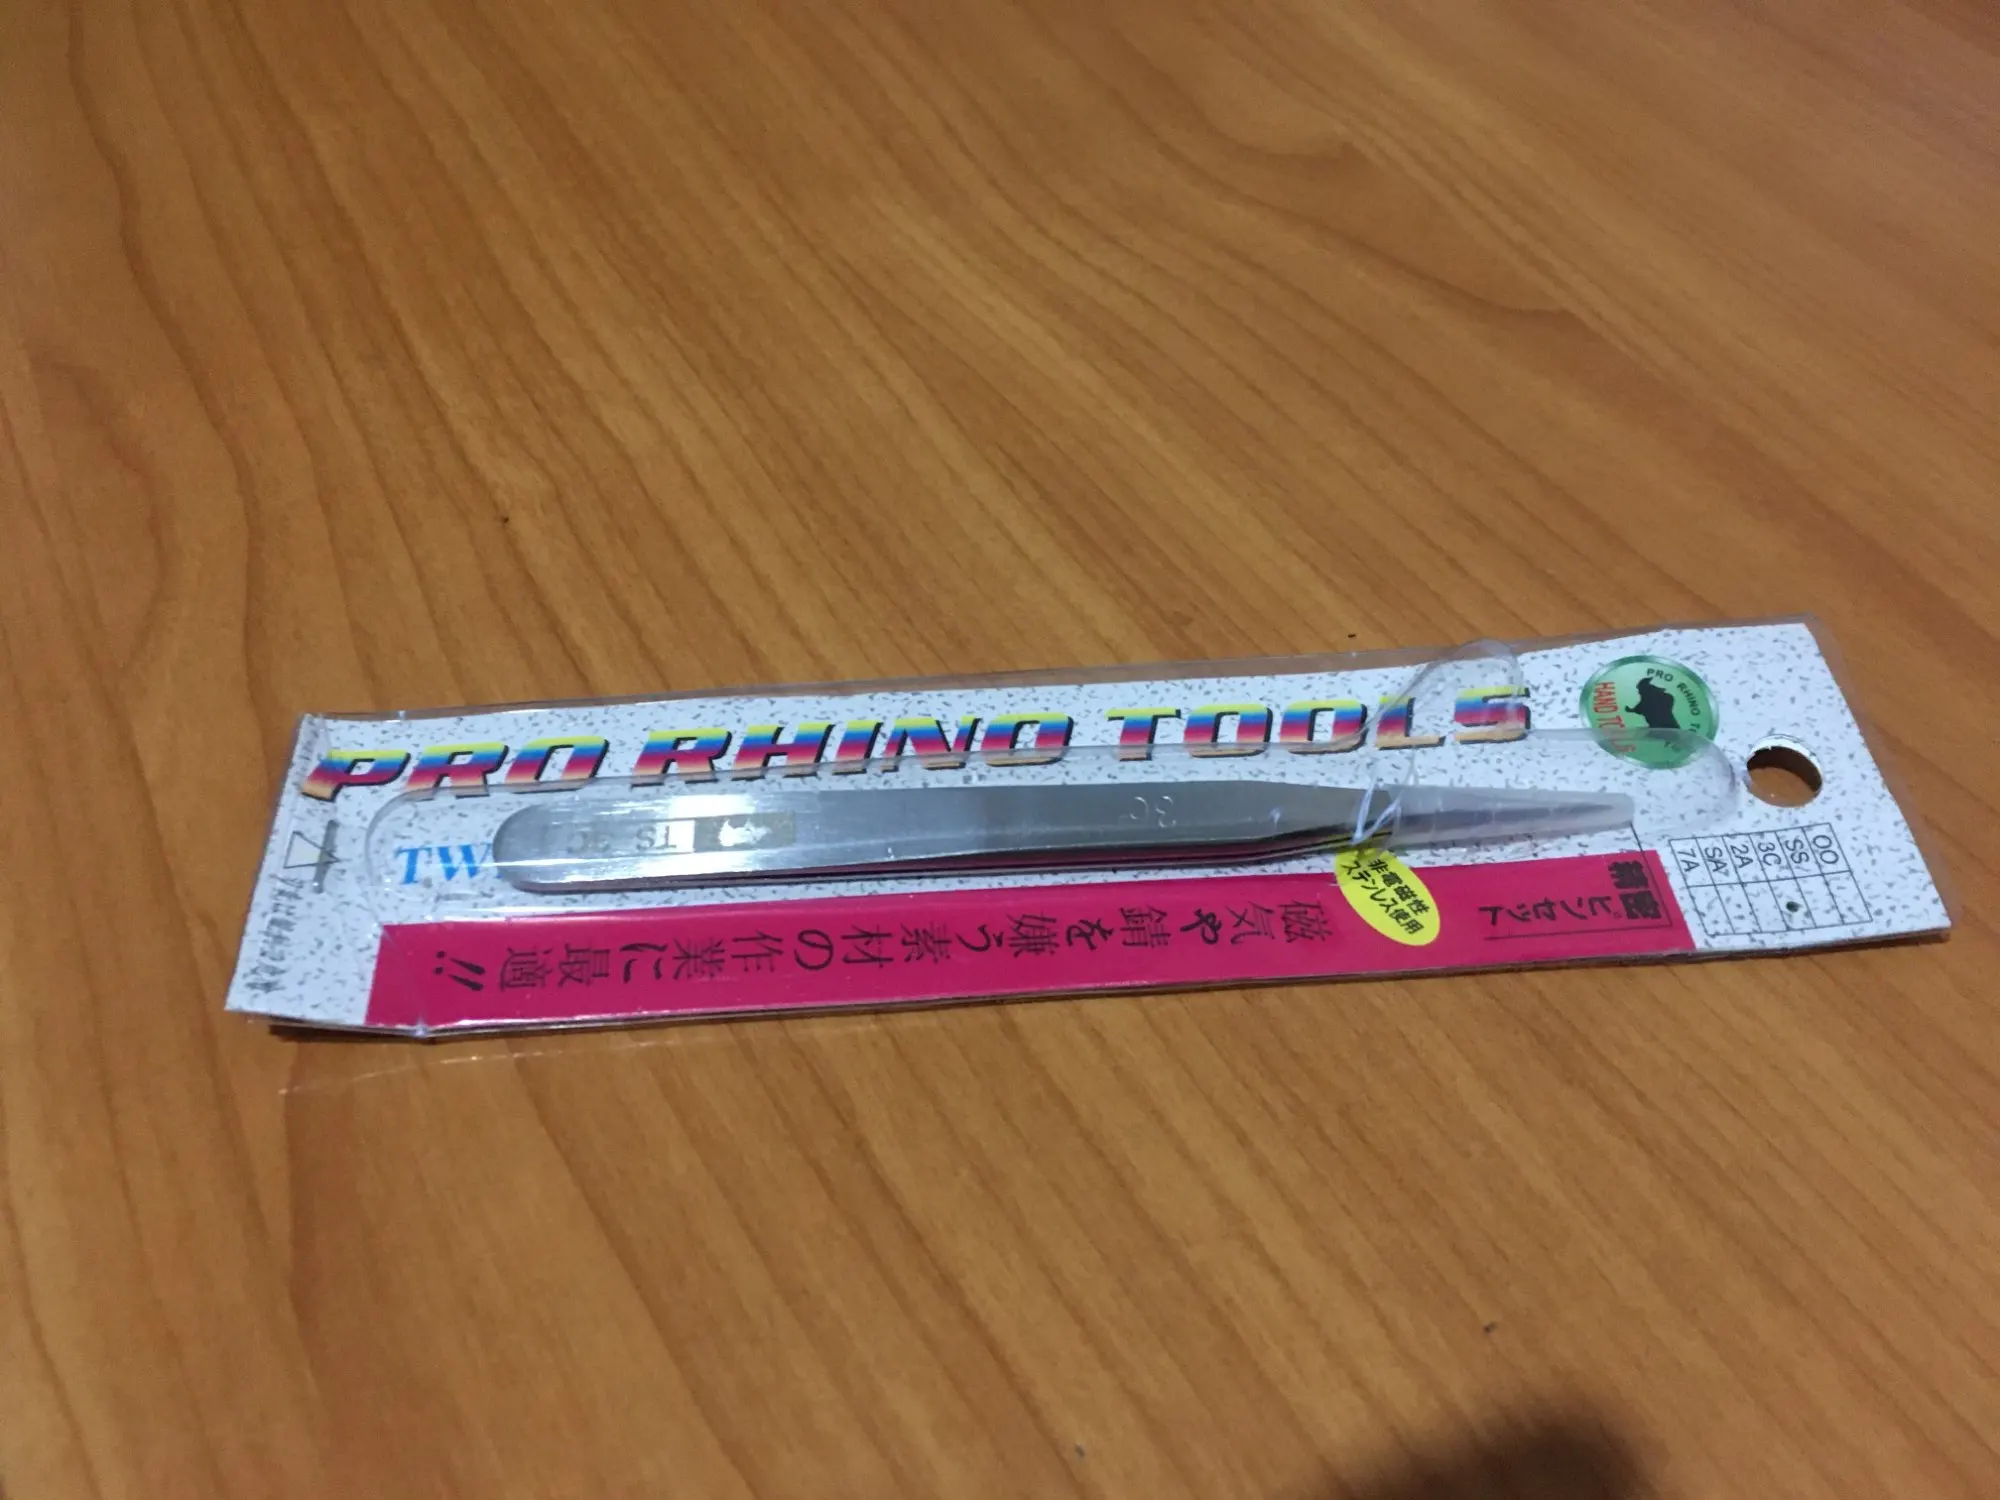 PRO RHINO TOOLS
PRO RHINO
HAND TOOLS
TW
3C
非電磁性
ステンレス使用
精密
ピンセット
磁気や錆を嫌う素材の作業に最適!!
OO
SS
3C
2A
SA
7A